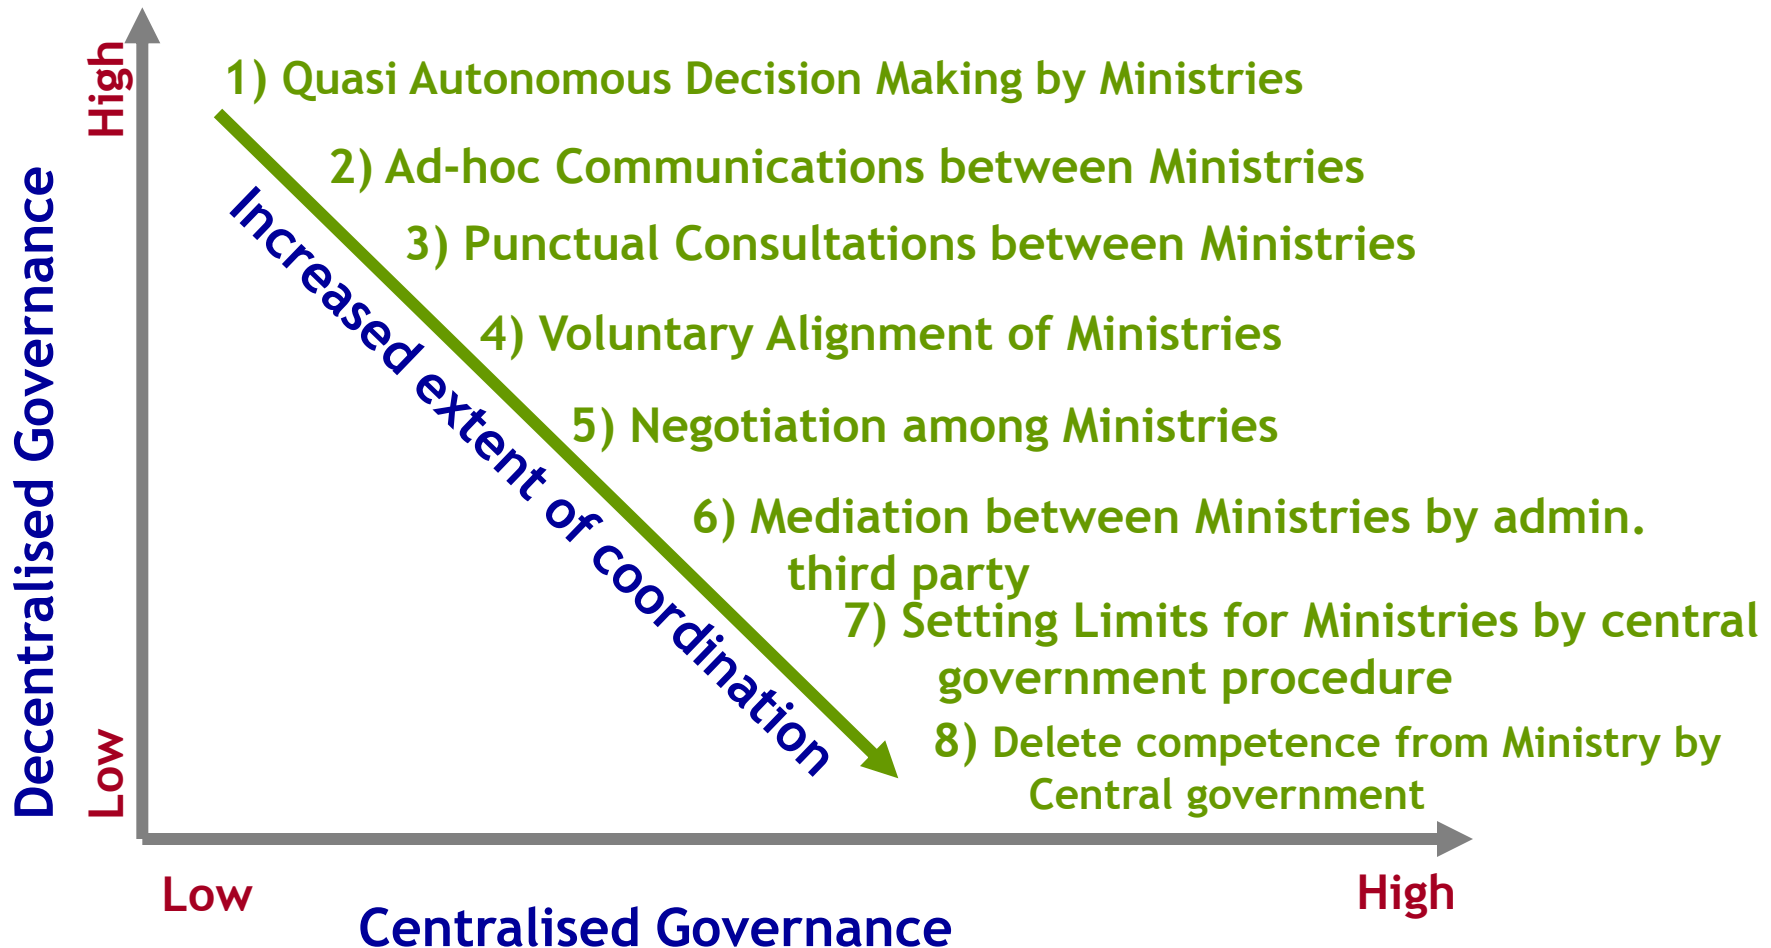 High
1) Quasi Autonomous Decision Making by Ministries
2) Ad-hoc Communications between Ministries
3) Punctual Consultations between Ministries
4) Voluntary Alignment of Ministries
5) Negotiation among Ministries
6) Mediation between Ministries by admin.
third party
7) Setting Limits for Ministries by central
government procedure
8) Delete competence from Ministry by
Central government
Increased extent of coordination
Decentralised Governance
Low
Low
High
Centralised Governance